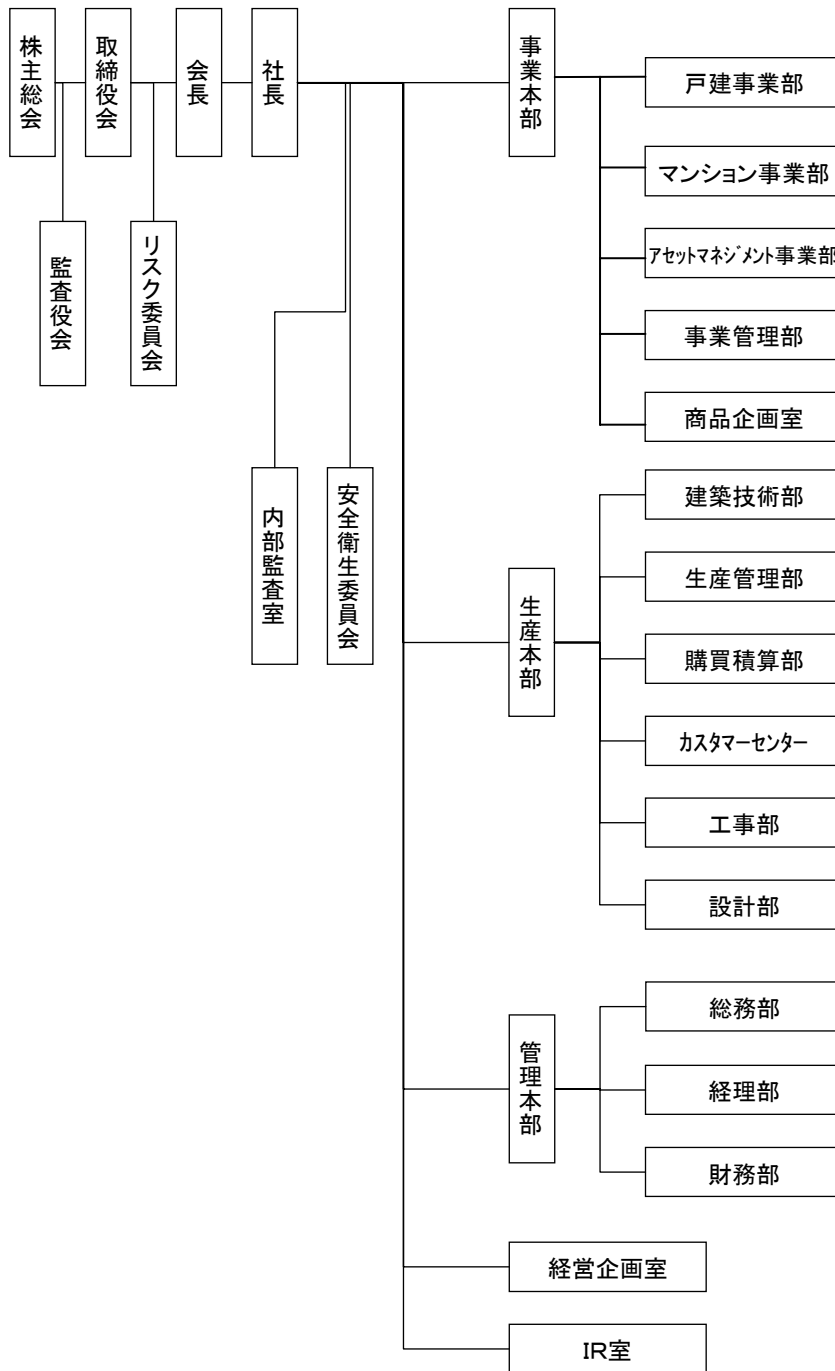 株主総会
取締役会
会長
社長
監査役会
リスク委員会
内部監査室
安全衛生委員会
事業本部
戸建事業部
マンション事業部
アセットマネジメント事業部
事業管理部
商品企画室
生産本部
建築技術部
生産管理部
購買積算部
カスタマーセンター
工事部
設計部
管理本部
総務部
経理部
財務部
経営企画室
IR室